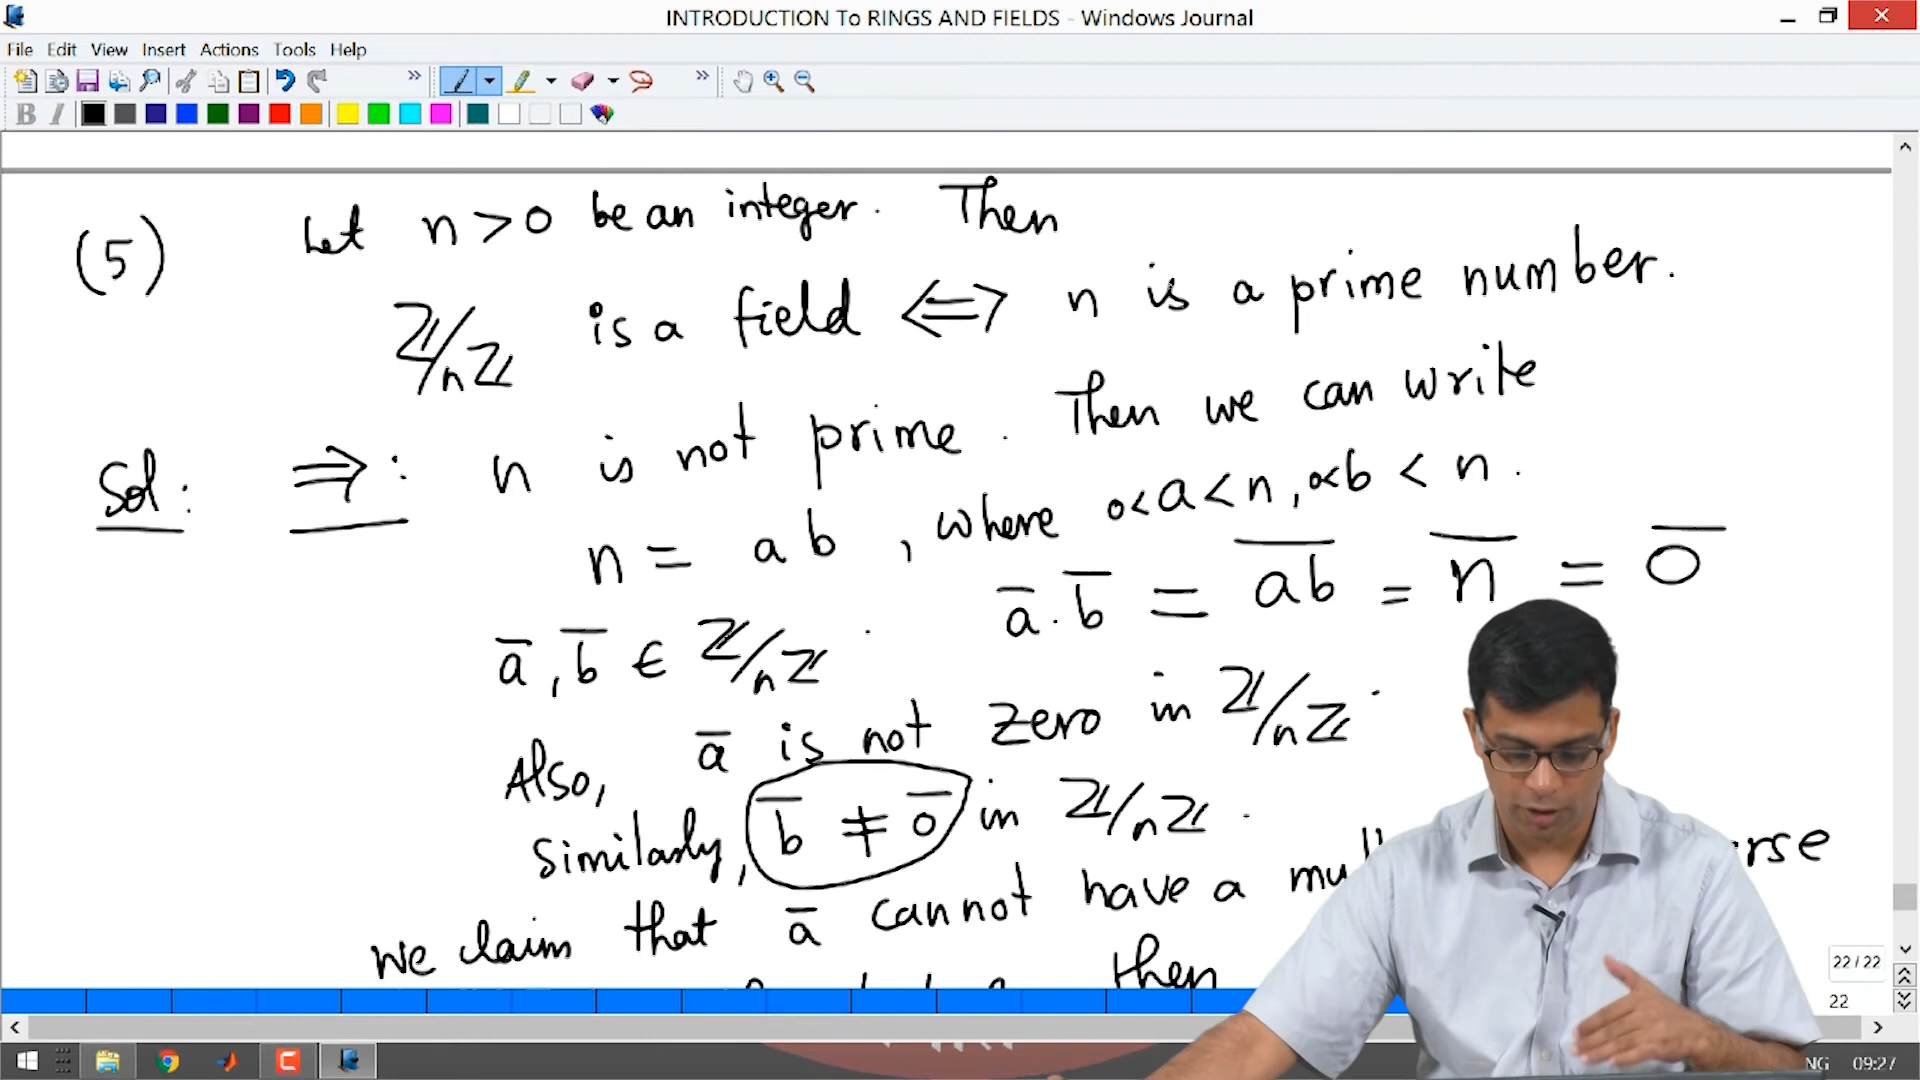 INTRODUCTION To RINGS AND FIELDS - Windows Journal
File Edit View Insert Actions Tools Help
B I
(5) Let n > 0 be an integer. Then
ℤ/nℤ is a field ⟺ n is a prime number.
Sol: ⟹: n is not prime. Then we can write
n = ab, where 0<a<n, 0<b<n.
a̅, b̅ ∈ ℤ/nℤ. a̅·b̅ = a̅b̅ = n̅ = 0̅
Also, a̅ is not zero in ℤ/nℤ.
Similarly, b̅ ≠ 0̅ in ℤ/nℤ.
We claim that a̅ cannot have a mul rse
then
22 / 22
22
NG 09:27